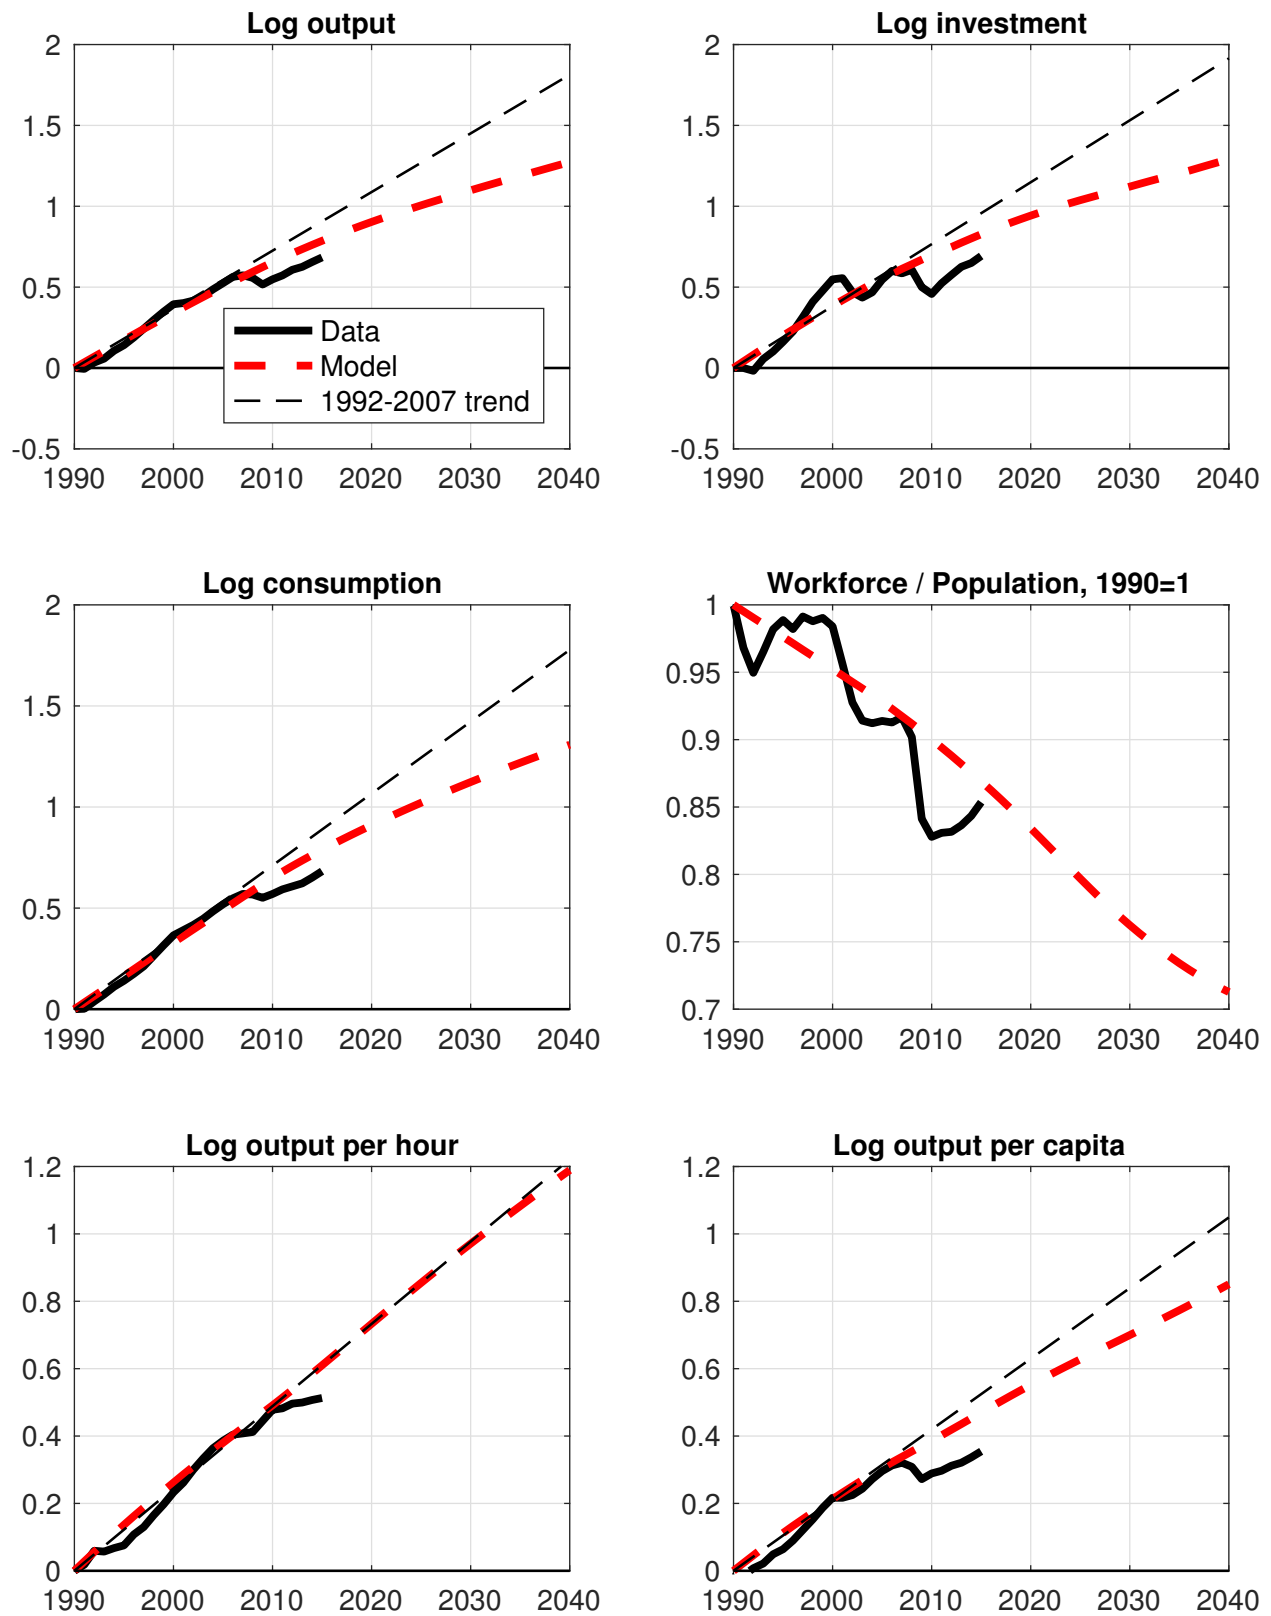 Log output
2
1.5
1
0.5
0
-0.5
1990 2000 2010 2020 2030 2040
Data
Model
1992-2007 trend
Log investment
2
1.5
1
0.5
0
-0.5
1990 2000 2010 2020 2030 2040
Log consumption
2
1.5
1
0.5
0
1990 2000 2010 2020 2030 2040
Workforce / Population, 1990=1
1
0.95
0.9
0.85
0.8
0.75
0.7
1990 2000 2010 2020 2030 2040
Log output per hour
1.2
1
0.8
0.6
0.4
0.2
0
1990 2000 2010 2020 2030 2040
Log output per capita
1.2
1
0.8
0.6
0.4
0.2
0
1990 2000 2010 2020 2030 2040